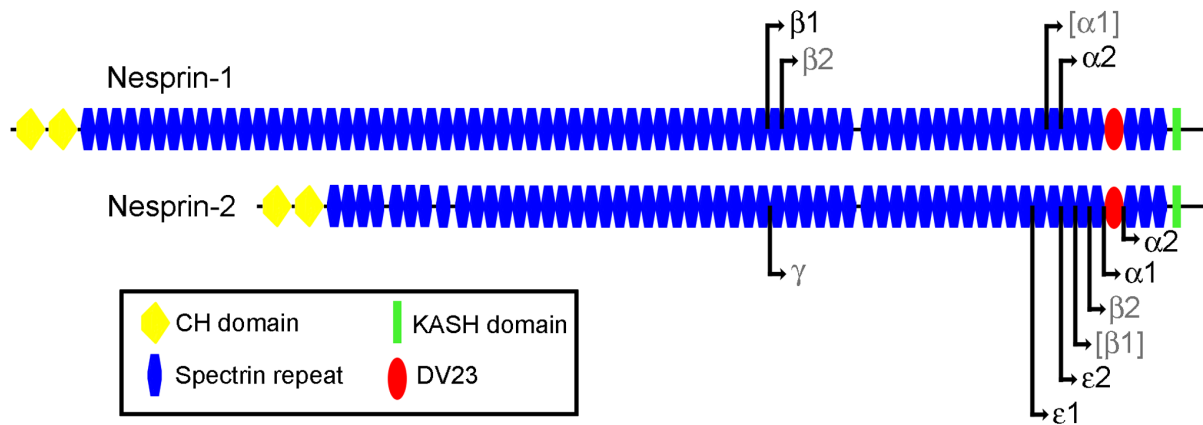 β1
[α1]
β2
α2
Nesprin-1
Nesprin-2
α2
γ
α1
β2
CH domain
KASH domain
[β1]
Spectrin repeat
DV23
ε2
ε1